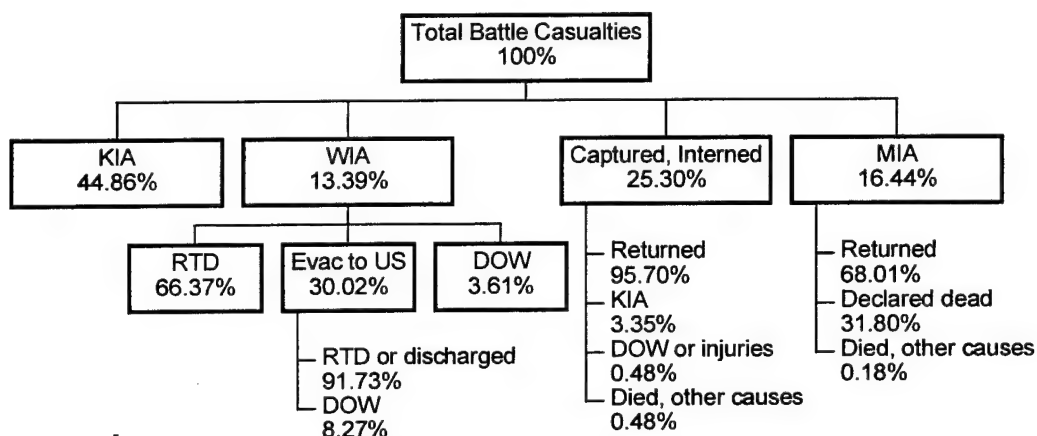 Total Battle Casualties
100%
KIA
44.86%
WIA
13.39%
Captured, Interned
25.30%
MIA
16.44%
RTD
66.37%
Evac to US
30.02%
DOW
3.61%
RTD or discharged
91.73%
DOW
8.27%
Returned
95.70%
KIA
3.35%
DOW or injuries
0.48%
Died, other causes
0.48%
Returned
68.01%
Declared dead
31.80%
Died, other causes
0.18%